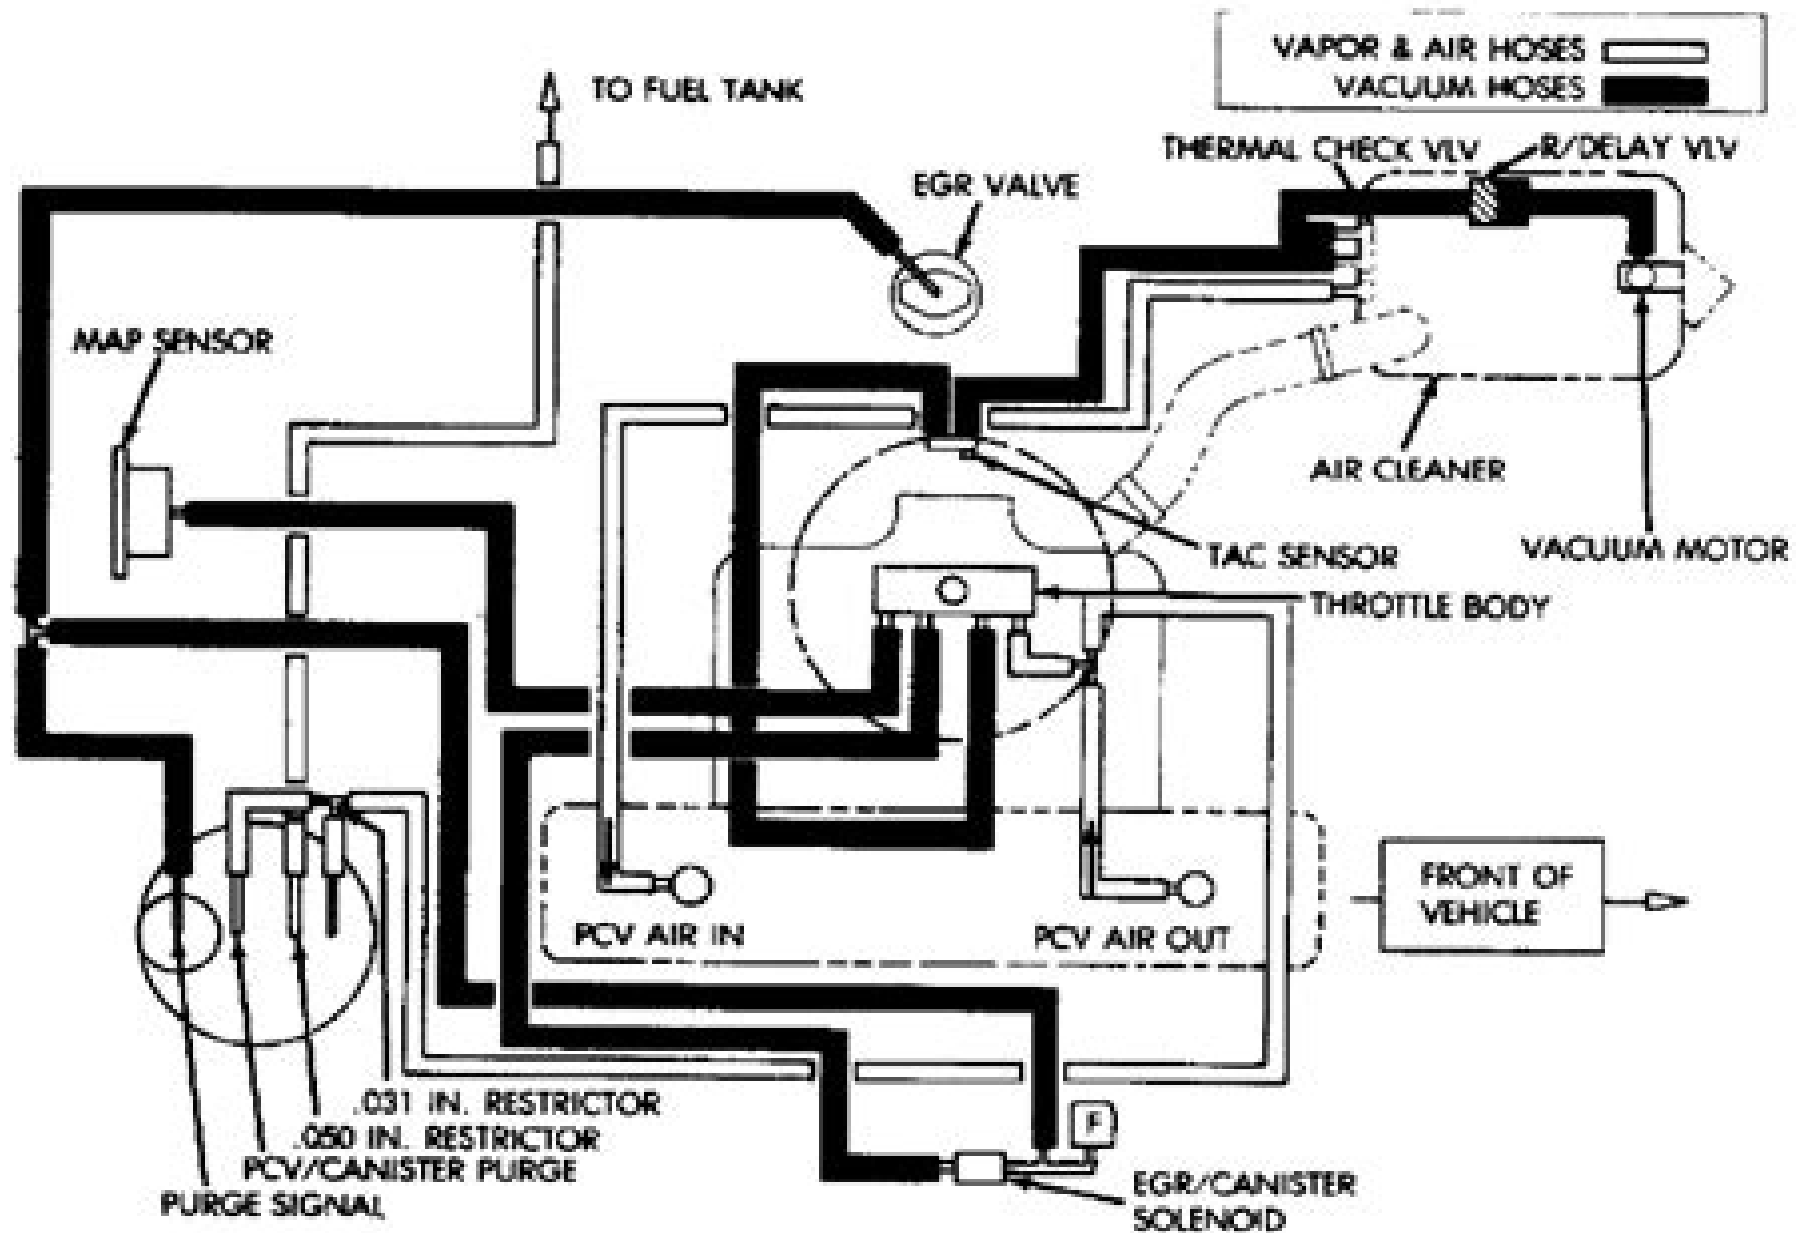 VAPOR & AIR HOSES
VACUUM HOSES
TO FUEL TANK
THERMAL CHECK VLV
R/DELAY VLV
EGR VALVE
MAP SENSOR
AIR CLEANER
TAC SENSOR
VACUUM MOTOR
THROTTLE BODY
FRONT OF
VEHICLE
PCV AIR IN
PCV AIR OUT
.031 IN. RESTRICTOR
.050 IN. RESTRICTOR
PCV/CANISTER PURGE
PURGE SIGNAL
F
EGR/CANISTER
SOLENOID